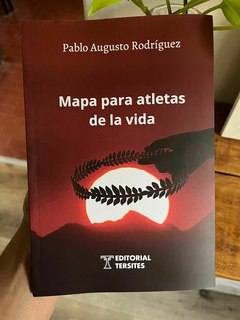 Pablo Augusto Rodríguez
Mapa para atletas
de la vida
EDITORIAL
TERSITES